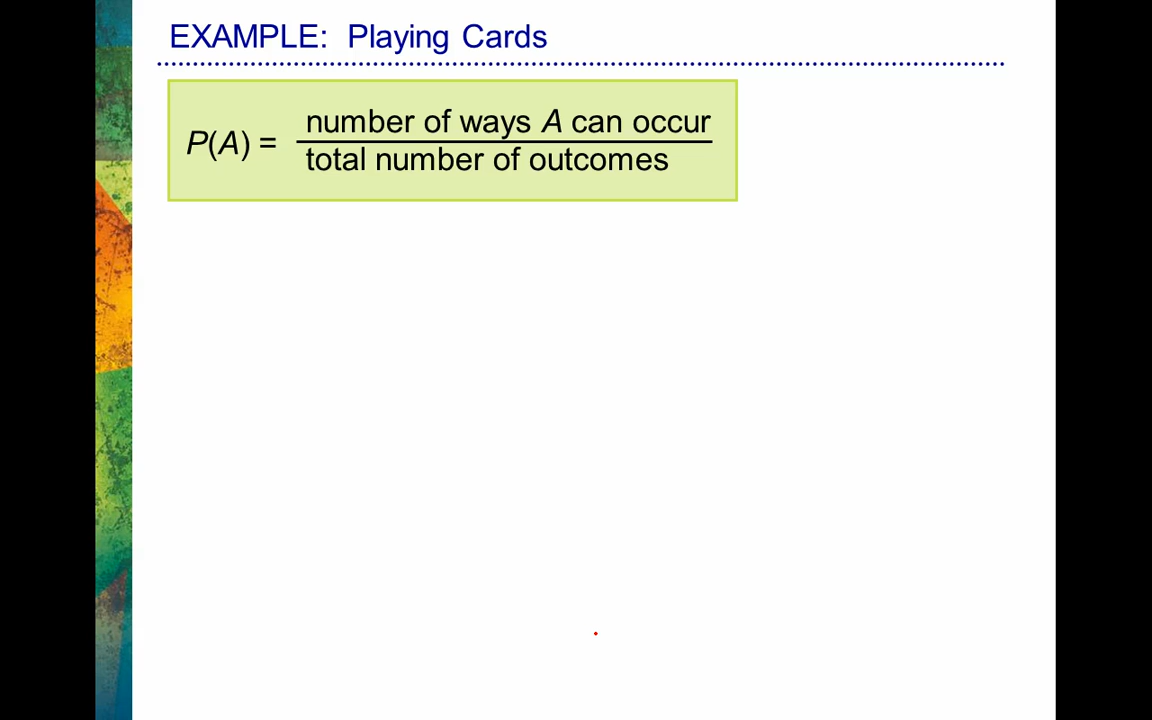 EXAMPLE: Playing Cards
P(A) = number of ways A can occur
total number of outcomes